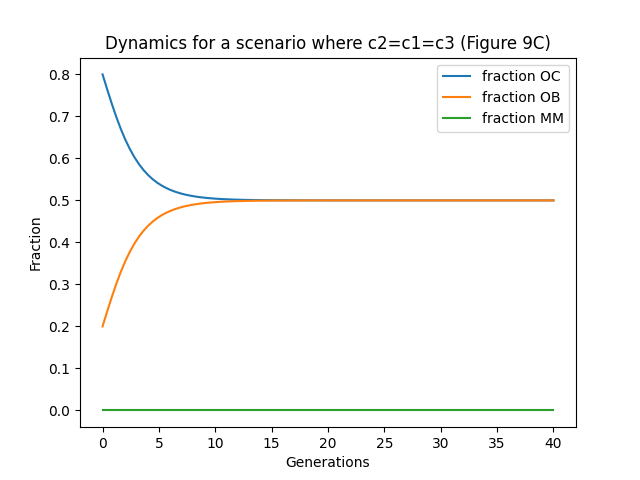 Dynamics for a scenario where c2=c1=c3 (Figure 9C)
fraction OC
fraction OB
fraction MM
0.8
0.7
0.6
0.5
0.4
0.3
0.2
0.1
0.0
Fraction
0 5 10 15 20 25 30 35 40
Generations